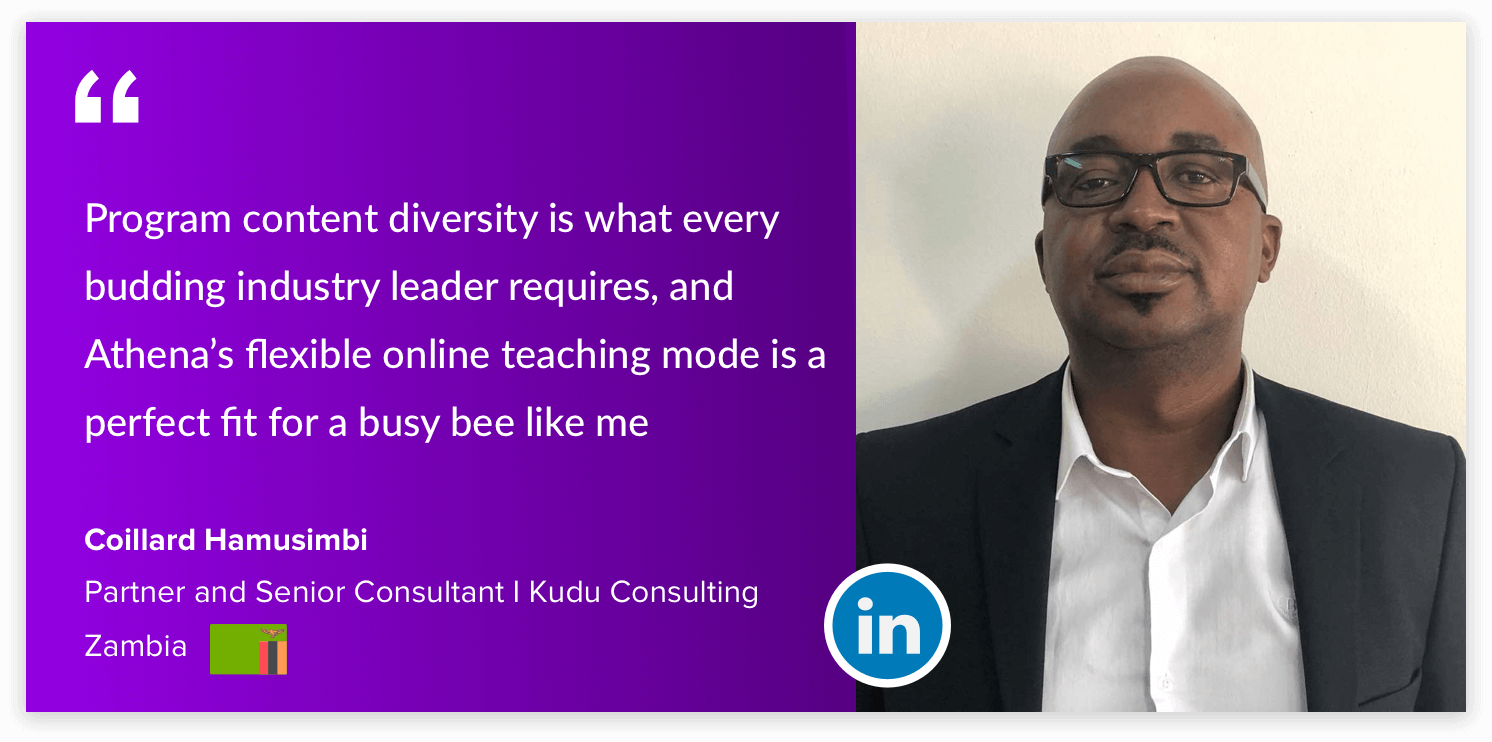 “
Program content diversity is what every
budding industry leader requires, and
Athena’s flexible online teaching mode is a
perfect fit for a busy bee like me
Coillard Hamusimbi
Partner and Senior Consultant I Kudu Consulting
Zambia
in